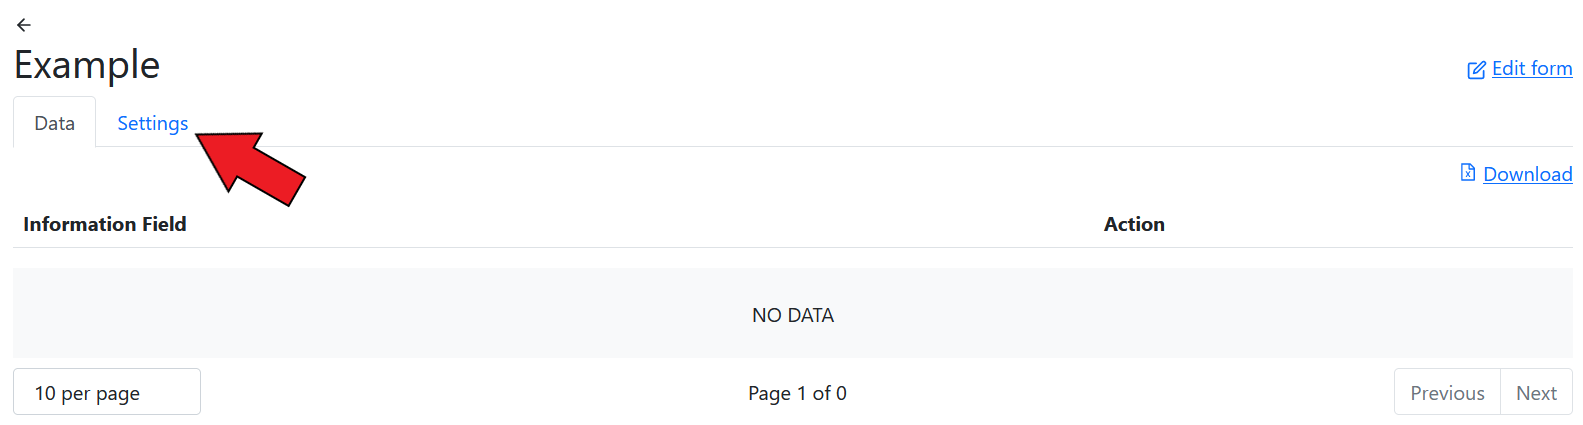 Example
Edit form
Data Settings
Download
Information Field Action
NO DATA
10 per page Page 1 of 0 Previous Next